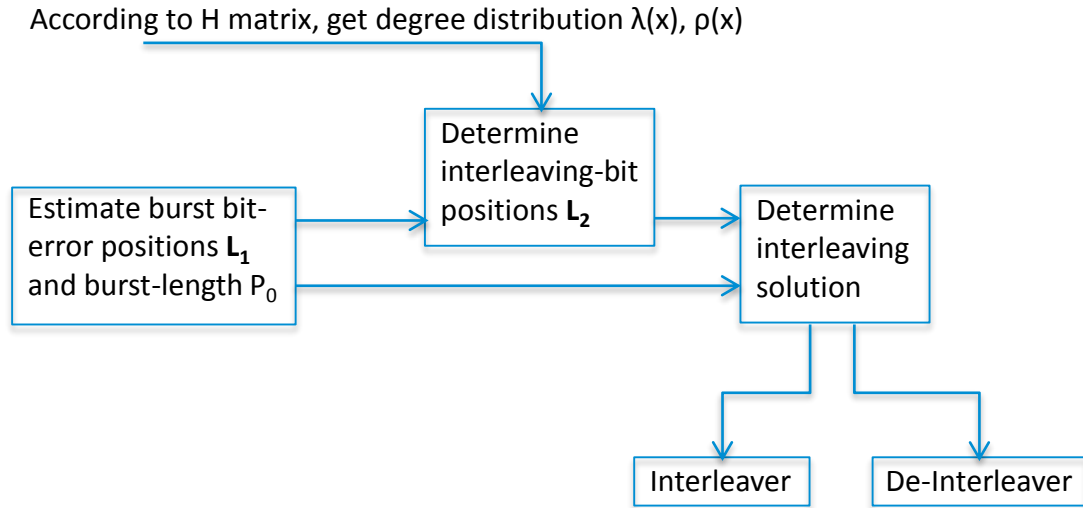 According to H matrix, get degree distribution λ(x), ρ(x)
Determine
interleaving-bit
positions L₂
Estimate burst bit-
error positions L₁
and burst-length P₀
Determine
interleaving
solution
Interleaver
De-Interleaver